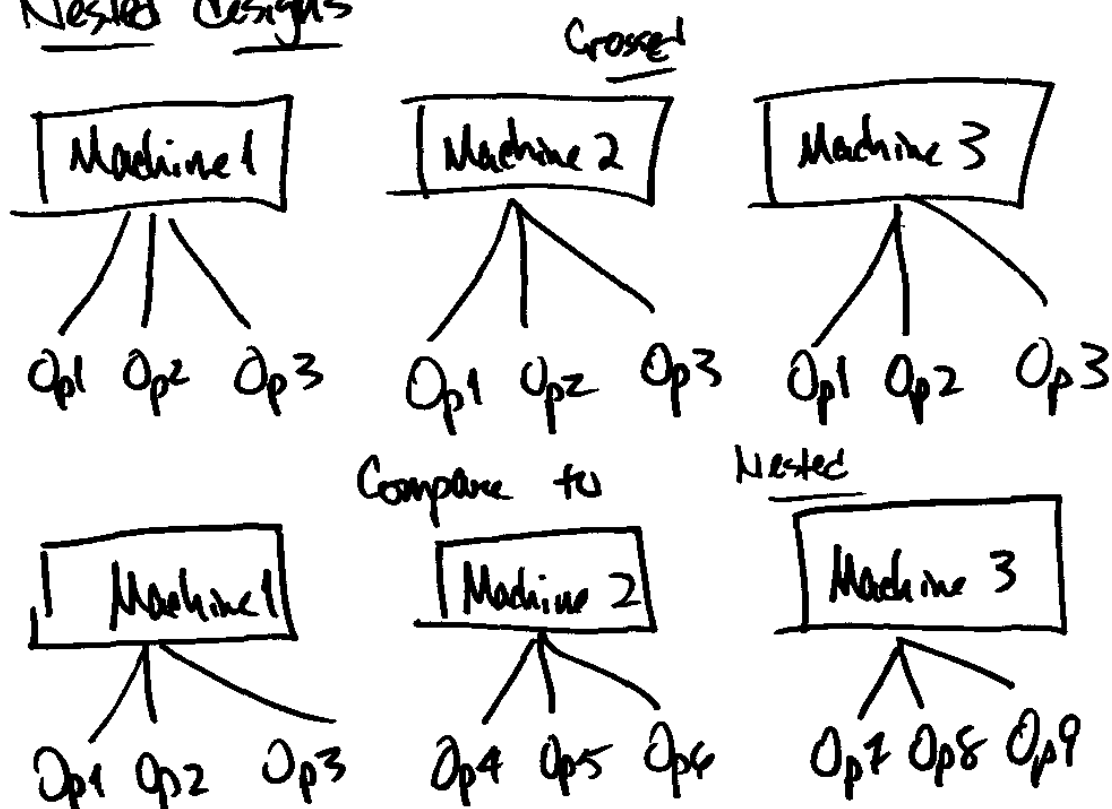 Nested designs
Crossed
Machine 1 Machine 2 Machine 3
Op1 Op2 Op3 Op1 Op2 Op3 Op1 Op2 Op3
Compare to Nested
Machine 1 Machine 2 Machine 3
Op1 Op2 Op3 Op4 Op5 Op6 Op7 Op8 Op9